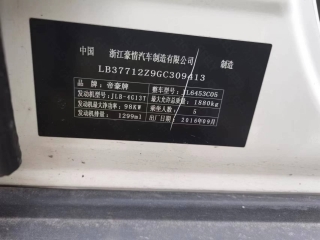 中国 浙江豪情汽车制造有限公司 制造
LB37712Z9GC309413
品牌:帝豪牌 整车型号:JL6453C05
发动机型号:JLB-4G13T 最大允许总质量:1880kg
发动机最大净功率:98KW 乘坐人数:5
发动机排量:1299ml 出厂日期:2016年09月